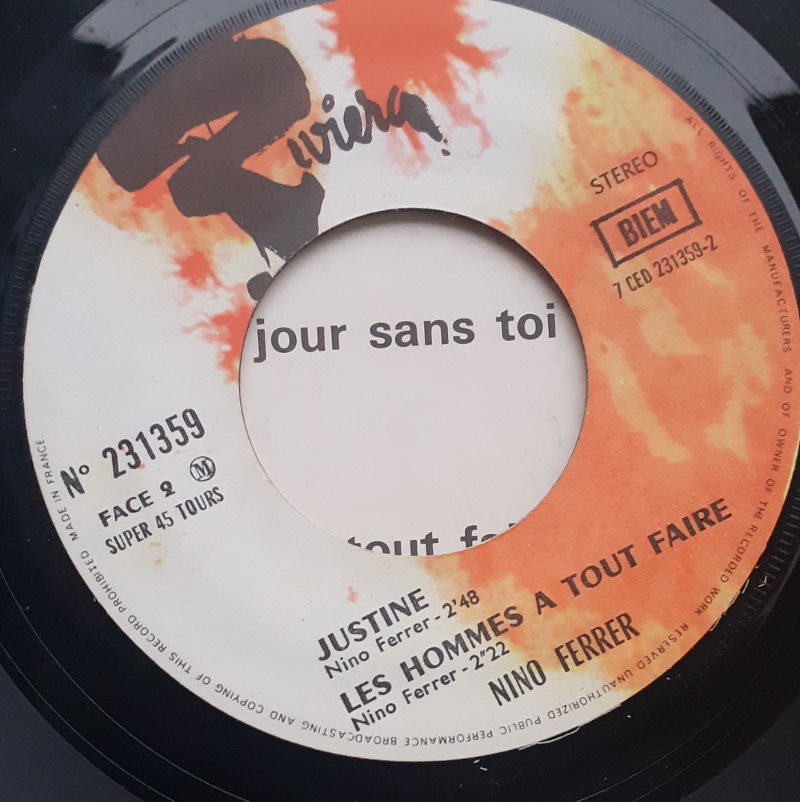 Riviera
STEREO
BIEM
7 CED 231359-2
jour sans toi
N° 231359
FACE 2 M
SUPER 45 TOURS
tout fai
JUSTINE
Nino Ferrer - 2'48
LES HOMMES A TOUT FAIRE
Nino Ferrer - 2"22
NINO FERRER
ALL RIGHTS OF THE MANUFACTURERS AND OF OWNER OF THE RECORDED WORK RESERVED UNAUTHORIZED PUBLIC PERFORMANCE BROADCASTING AND COPYING OF THIS RECORD PROHIBITED MADE IN FRANCE.